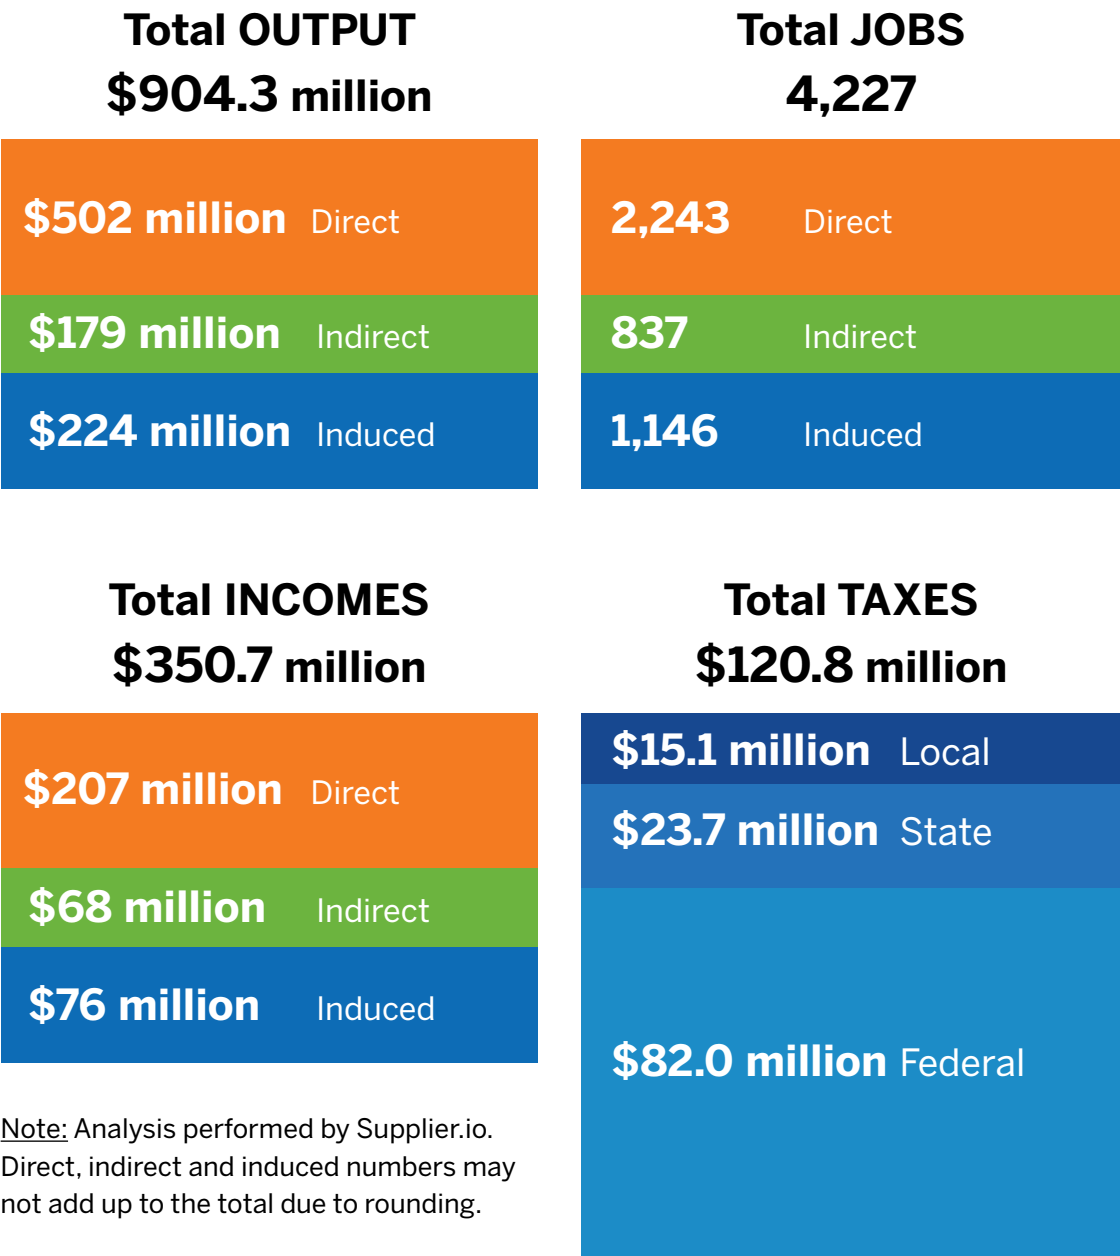 Total OUTPUT
$904.3 million
$502 million Direct
$179 million Indirect
$224 million Induced
Total JOBS
4,227
2,243 Direct
837 Indirect
1,146 Induced
Total INCOMES
$350.7 million
$207 million Direct
$68 million Indirect
$76 million Induced
Total TAXES
$120.8 million
$15.1 million Local
$23.7 million State
$82.0 million Federal
Note: Analysis performed by Supplier.io.
Direct, indirect and induced numbers may
not add up to the total due to rounding.